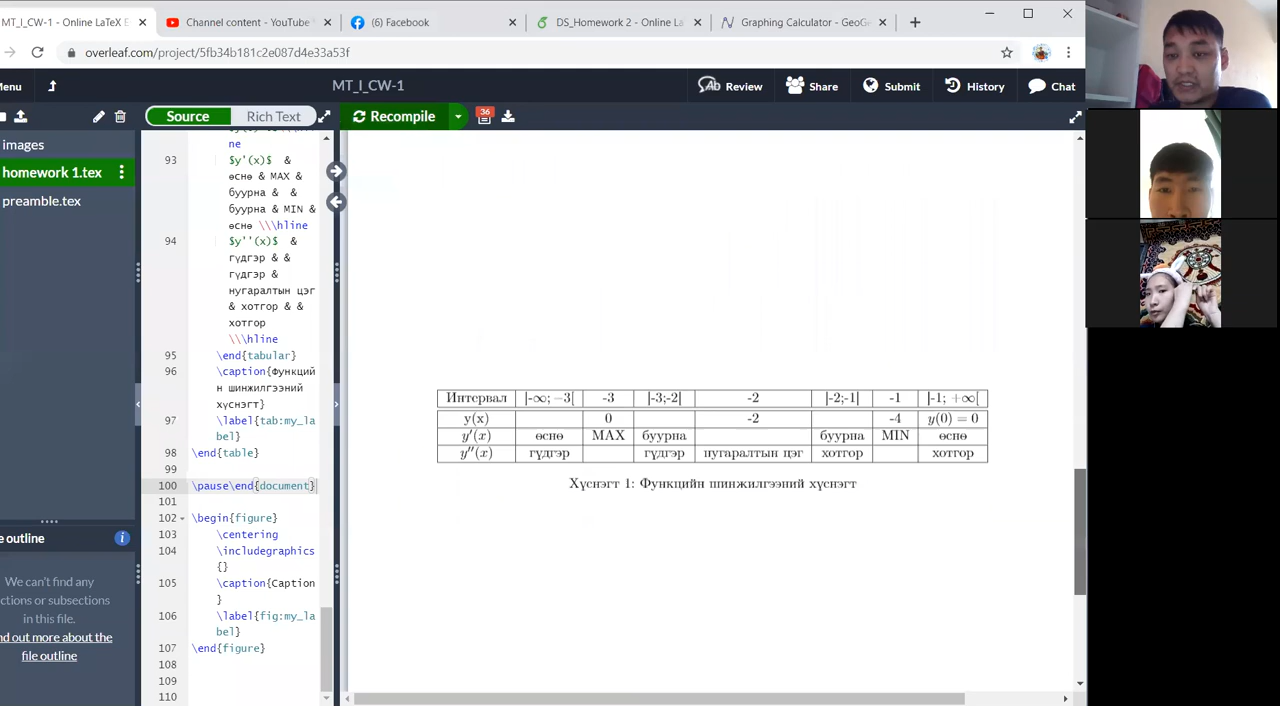 MT_I_CW-1 - Online LaTeX E
Channel content - YouTube
(6) Facebook
DS_Homework 2 - Online La
Graphing Calculator - GeoGe
overleaf.com/project/5fb34b181c2e087d4e33a53f
Menu
MT_I_CW-1
Review
Share
Submit
History
Chat
Source
Rich Text
Recompile
36
images
homework 1.tex
preamble.tex
ne
93 $y'(x)$ &
өснө & MAX &
буурна & &
буурна & MIN &
өснө \\\hline
94 $y''(x)$ &
гүдгэр & &
гүдгэр &
нугаралтын цэг
& хотгор & &
хотгор
\\\hline
95 \end{tabular}
96 \caption{Функций
н шинжилгээний
хүснэгт}
97 \label{tab:my_la
bel}
98 \end{table}
99
100 \pause\end{document}
101
102 \begin{figure}
103 \centering
104 \includegraphics
{}
105 \caption{Caption
}
106 \label{fig:my_la
bel}
107 \end{figure}
108
109
110
e outline
We can't find any
ctions or subsections
in this file.
nd out more about the
file outline
Интервал ]-∞; −3[ -3 ]-3;-2[ -2 ]-2;-1[ -1 ]-1; +∞[
y(x) 0 -2 -4 y(0) = 0
y′(x) өснө MAX буурна буурна MIN өснө
y′′(x) гүдгэр гүдгэр нугаралтын цэг хотгор хотгор
Хүснэгт 1: Функцийн шинжилгээний хүснэгт